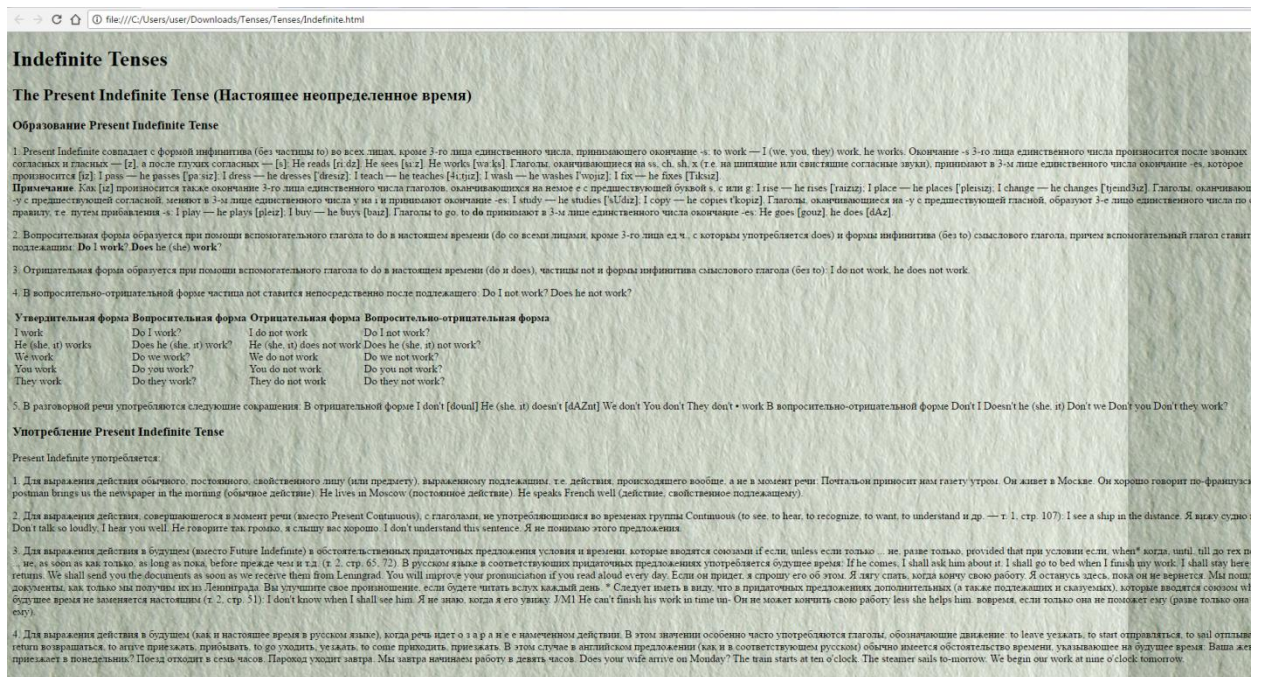 file:///C:/Users/user/Downloads/Tenses/Tenses/Indefinite.html
Indefinite Tenses
The Present Indefinite Tense (Настоящее неопределенное время)
Образование Present Indefinite Tense
1. Present Indefinite совпадает с формой инфинитива (без частицы to) во всех лицах, кроме 3-го лица единственного числа, принимающего окончание -s: to work — I (we, you, they) work, he works. Окончание -s 3-го лица единственного числа произносится после звонких
согласных и гласных — [z], а после глухих согласных — [s]: He reads [ri:dz]. He sees [si:z]. He works [wa:ks]. Глаголы, оканчивающиеся на ss, ch, sh, x (т.е. на шипящие или свистящие согласные звуки), принимают в 3-м лице единственного числа окончание -es, которое
произносится [iz]: I pass — he passes ['pa:siz]; I dress — he dresses ['dresiz]; I teach — he teaches I wash — he washes ['wojiz]; I fix — he fixes [Tiksiz].
Примечание. Как [iz] произносится также окончание 3-го лица единственного числа глаголов, оканчивающихся на немое е с предшествующей буквой s, с или g: I rise — he rises ['raiziz]; I place — he places ['pleisiz]; I change — he changes ['tjeind3iz]. Глаголы,
-y с предшествующей согласной, меняют в 3-м лице единственного числа y на i и принимают окончание -es: I study — he studies ['sUdiz]; I copy — he copies t'kopiz]. Глаголы, оканчивающиеся на -y с предшествующей гласной, образуют 3-е лицо единственного числа по
правилу, т.е. путем прибавления -s: I play — he plays [pleiz]; I buy — he buys [baiz]. Глаголы to go, to do принимают в 3-м лице единственного числа окончание -es: He goes [gouz], he does [dAz].
2. Вопросительная форма образуется при помощи вспомогательного глагола to do в настоящем времени (do со всеми лицами, кроме 3-го лица ед.ч., с которым употребляется does) и формы инфинитива (без to) смыслового глагола, причем вспомогательный глагол
подлежащим: Do I work? Does he (she) work?
3. Отрицательная форма образуется при помощи вспомогательного глагола to do в настоящем времени (do и does), частицы not и формы инфинитива смыслового глагола (без to): I do not work, he does not work.
4. В вопросительно-отрицательной форме частица not ставится непосредственно после подлежащего: Do I not work? Does he not work?
Утвердительная форма Вопросительная форма Отрицательная форма Вопросительно-отрицательная форма
I work Do I work? I do not work Do I not work?
He (she, it) works Does he (she, it) work? He (she, it) does not work Does he (she, it) not work?
We work Do we work? We do not work Do we not work?
You work Do you work? You do not work Do you not work?
They work Do they work? They do not work Do they not work?
5. В разговорной речи употребляются следующие сокращения: В отрицательной форме I don't [dounl] He (she, it) doesn't [dAZnt] We don't You don't They don't • work В вопросительно-отрицательной форме Don't I Doesn't he (she, it) Don't we Don't you Don't they work?
Употребление Present Indefinite Tense
Present Indefinite употребляется:
1. Для выражения действия обычного, постоянного, свойственного лицу (или предмету), выраженному подлежащим, т.е. действия, происходящего вообще, а не в момент речи: Почтальон приносит нам газету утром. Он живет в Москве. Он хорошо говорит
postman brings us the newspaper in the morning (обычное действие). He lives in Moscow (постоянное действие). He speaks French well (действие, свойственное подлежащему).
2. Для выражения действия, совершающегося в момент речи (вместо Present Continuous), с глаголами, не употребляющимися во временах группы Continuous (to see, to hear, to recognize, to want, to understand и др. — т. 1, стр. 107): I see a ship in the distance. Я вижу судно
Don't talk so loudly, I hear you well. Не говорите так громко, я слышу вас хорошо. I don't understand this sentence. Я не понимаю этого предложения.
3. Для выражения действия в будущем (вместо Future Indefinite) в обстоятельственных придаточных предложения условия и времени, которые вводятся союзами if если, unless если только ... не, разве только, provided that при условии если, when* когда, until, till до тех
не, as soon as как только, as long as пока, before прежде чем и т.д. (т. 2, стр. 65, 72). В русском языке в соответствующих придаточных предложениях употребляется будущее время: If he comes, I shall ask him about it. I shall go to bed when I finish my work. I shall stay here
returns. We shall send you the documents as soon as we receive them from Leningrad. You will improve your pronunciation if you read aloud every day. Если он придет, я спрошу его об этом. Я лягу спать, когда кончу свою работу. Я останусь здесь, пока он не вернется. Мы
документы, как только мы получим их из Ленинграда. Вы улучшите свое произношение, если будете читать вслух каждый день. * Следует иметь в виду, что в придаточных предложениях дополнительных (а также подлежащих и сказуемых), которые вводятся союзом
будущее время не заменяется настоящим (т. 2, стр. 51): I don't know when I shall see him. Я не знаю, когда я его увижу. J/M1 He can't finish his work in time un- Он не может кончить свою работу less she helps him. вовремя, если только она не поможет ему (разве только она
ему).
4. Для выражения действия в будущем (как и настоящее время в русском языке), когда речь идет о з а р а н е е намеченном действии. В этом значении особенно часто употребляются глаголы, обозначающие движение: to leave уезжать, to start отправляться, to sail
return возвращаться, to arrive приезжать, прибывать, to go уходить, уезжать, to come приходить, приезжать. В этом случае в английском предложении (как и в соответствующем русском) обычно имеется обстоятельство времени, указывающее на будущее время: Ваша
приезжает в понедельник? Поезд отходит в семь часов. Пароход уходит завтра. Мы завтра начинаем работу в девять часов. Does your wife arrive on Monday? The train starts at ten o'clock. The steamer sails to-morrow. We begin our work at nine o'clock tomorrow.